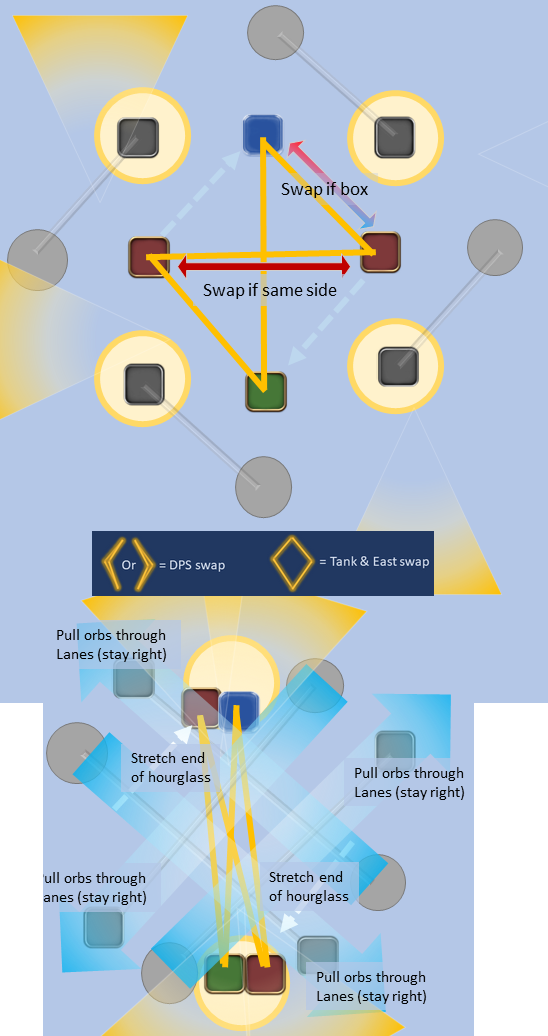 Swap if box
Swap if same side
Or = DPS swap
= Tank & East swap
Pull orbs through
Lanes (stay right)
Stretch end
of hourglass
Pull orbs through
Lanes (stay right)
ull orbs through
anes (stay right)
Stretch end
of hourglass
Pull orbs through
Lanes (stay right)